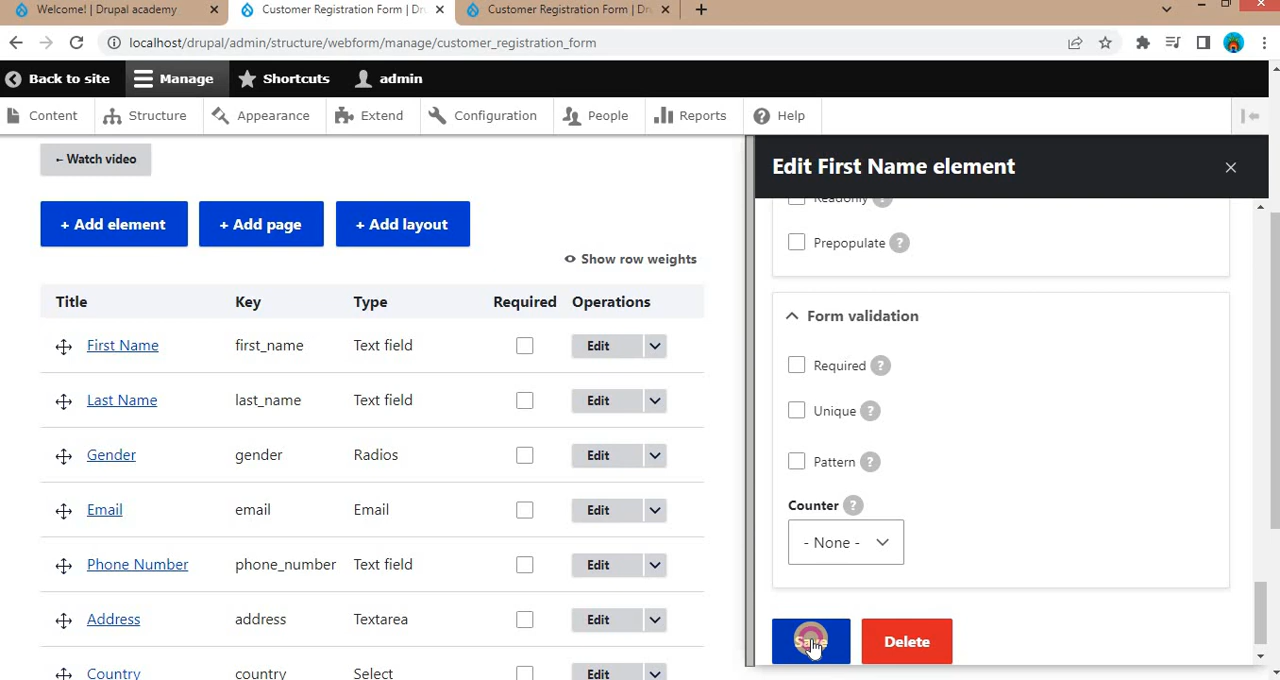 Welcome! | Drupal academy
Customer Registration Form | Dru
Customer Registration Form | Dru
localhost/drupal/admin/structure/webform/manage/customer_registration_form
Back to site
Manage
Shortcuts
admin
Content
Structure
Appearance
Extend
Configuration
People
Reports
Help
← Watch video
+ Add element
+ Add page
+ Add layout
Show row weights
Title Key Type Required Operations
First Name first_name Text field Edit
Last Name last_name Text field Edit
Gender gender Radios Edit
Email email Email Edit
Phone Number phone_number Text field Edit
Address address Textarea Edit
Country country Select Edit
Edit First Name element
Readonly ?
Prepopulate ?
Form validation
Required ?
Unique ?
Pattern ?
Counter ?
- None -
Save
Delete